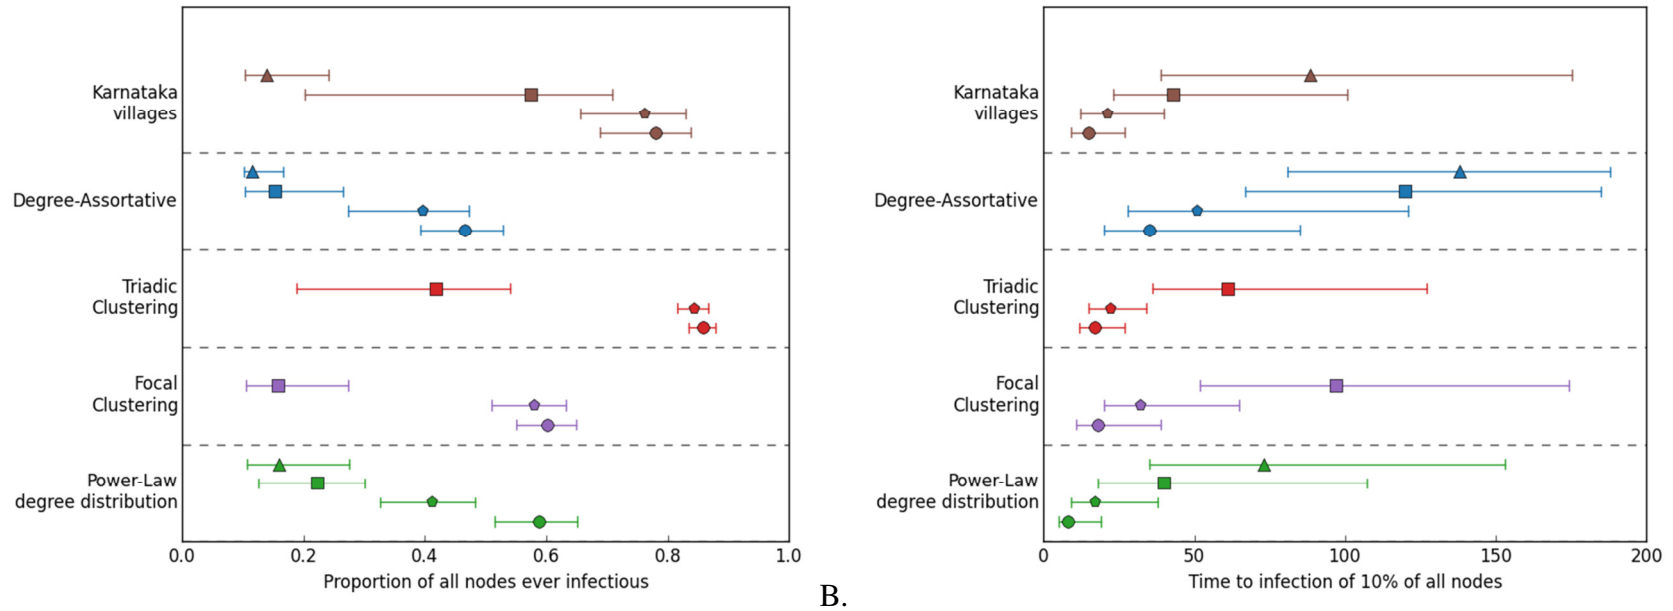 Karnataka
villages
Degree-Assortative
Triadic
Clustering
Focal
Clustering
Power-Law
degree distribution
0.0 0.2 0.4 0.6 0.8 1.0
Proportion of all nodes ever infectious
B.
Karnataka
villages
Degree-Assortative
Triadic
Clustering
Focal
Clustering
Power-Law
degree distribution
0 50 100 150 200
Time to infection of 10% of all nodes